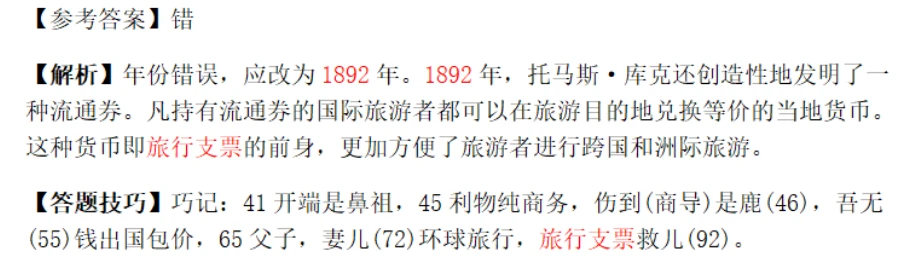 【参考答案】错
【解析】年份错误，应改为 1892 年。1892 年，托马斯·库克还创造性地发明了一
种流通券。凡持有流通券的国际旅游者都可以在旅游目的地兑换等价的当地货币。
这种货币即旅行支票的前身，更加方便了旅游者进行跨国和洲际旅游。
【答题技巧】巧记：41 开端是鼻祖，45 利物纯商务，伤到(商导)是鹿(46)，吾无
(55)钱出国包价，65 父子，妻儿(72)环球旅行，旅行支票救儿(92)。